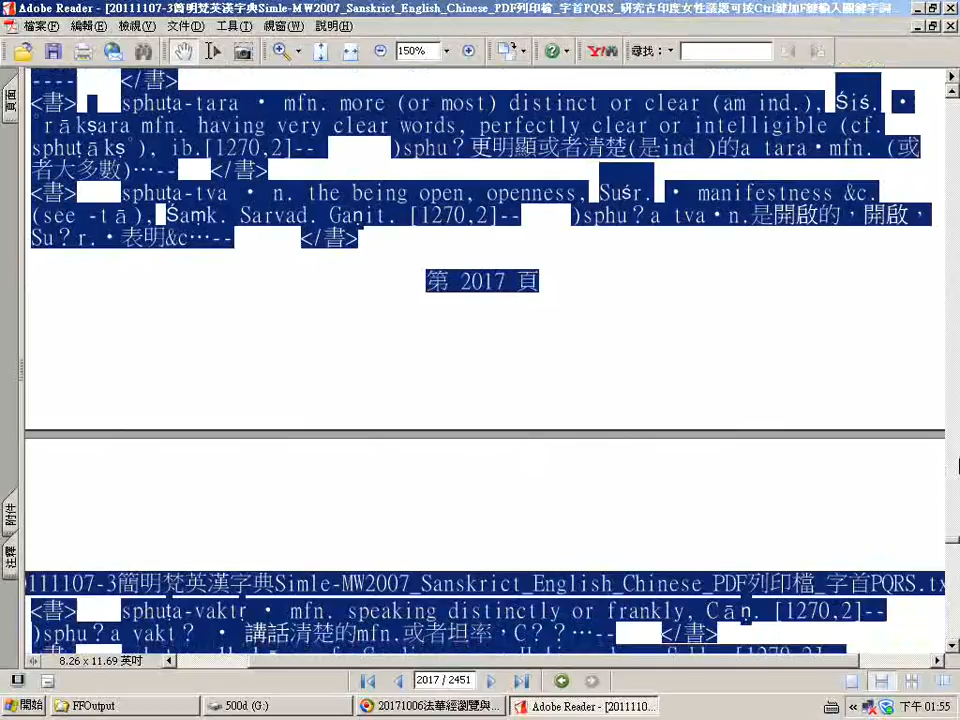 Adobe Reader - [20111107-3簡明梵英漢字典Simle-MW2007_Sanskrict_English_Chinese_PDF列印檔_字首PQRS_研究古印度女性議題可按Ctrl鍵加F鍵輸入關鍵字詞
檔案(F) 編輯(E) 檢視(V) 文件(D) 工具(T) 視窗(W) 說明(H)
150% Y! 尋找:
頁面
---- </書>
<書> sphuṭa-tara • mfn. more (or most) distinct or clear (am ind.), Śiś. •
°rākṣara mfn. having very clear words, perfectly clear or intelligible (cf.
sphuṭākṣ°), ib.[1270,2]-- )sphu？更明顯或者清楚(是ind )的a tara•mfn. (或
者大多數)…-- </書>
<書> sphuṭa-tva • n. the being open, openness, Suśr. • manifestness &c.
(see -tā), Śaṃk. Sarvad. Gaṇit. [1270,2]-- )sphu？a tva•n.是開啟的，開啟，
Su？r.•表明&c…-- </書>
第 2017 頁
附件
注釋
111107-3簡明梵英漢字典Simle-MW2007_Sanskrict_English_Chinese_PDF列印檔_字首PQRS.tx
<書> sphuṭa-vaktṛ • mfn. speaking distinctly or frankly, Cāṇ. [1270,2]--
)sphu？a vakt？ • 講話清楚的mfn.或者坦率，C？？…-- </書>
8.26 x 11.69 英吋
2017 / 2451
開始 FFOutput 500d (G:) 20171006法華經瀏覽與... Adobe Reader - [2011110... 下午 01:55